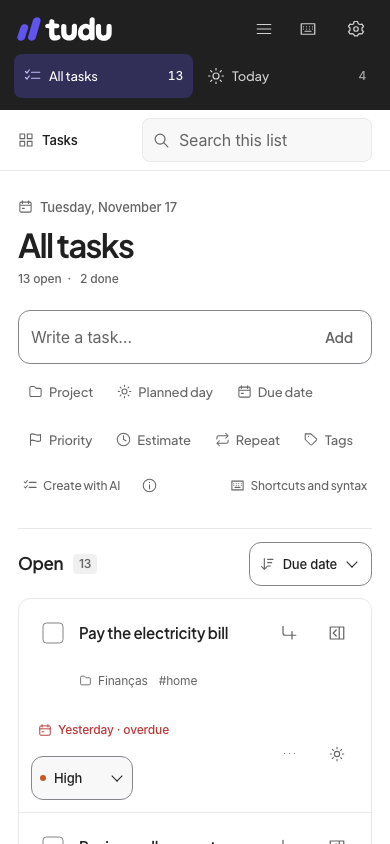 tudu
All tasks 13 Today 4
Tasks Search this list
Tuesday, November 17
All tasks
13 open · 2 done
Write a task... Add
Project Planned day Due date
Priority Estimate Repeat Tags
Create with AI Shortcuts and syntax
Open 13 Due date
Pay the electricity bill
Finanças #home
Yesterday · overdue
High